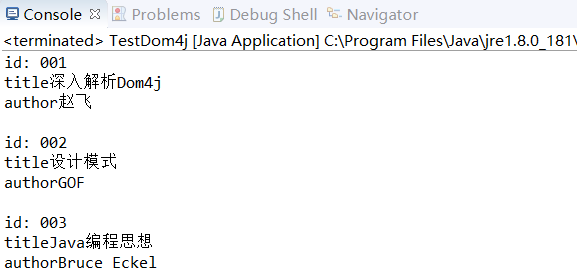 Console Problems Debug Shell Navigator
<terminated> TestDom4j [Java Application] C:\Program Files\Java\jre1.8.0_181\
id: 001
title深入解析Dom4j
author赵飞
id: 002
title设计模式
authorGOF
id: 003
titleJava编程思想
authorBruce Eckel